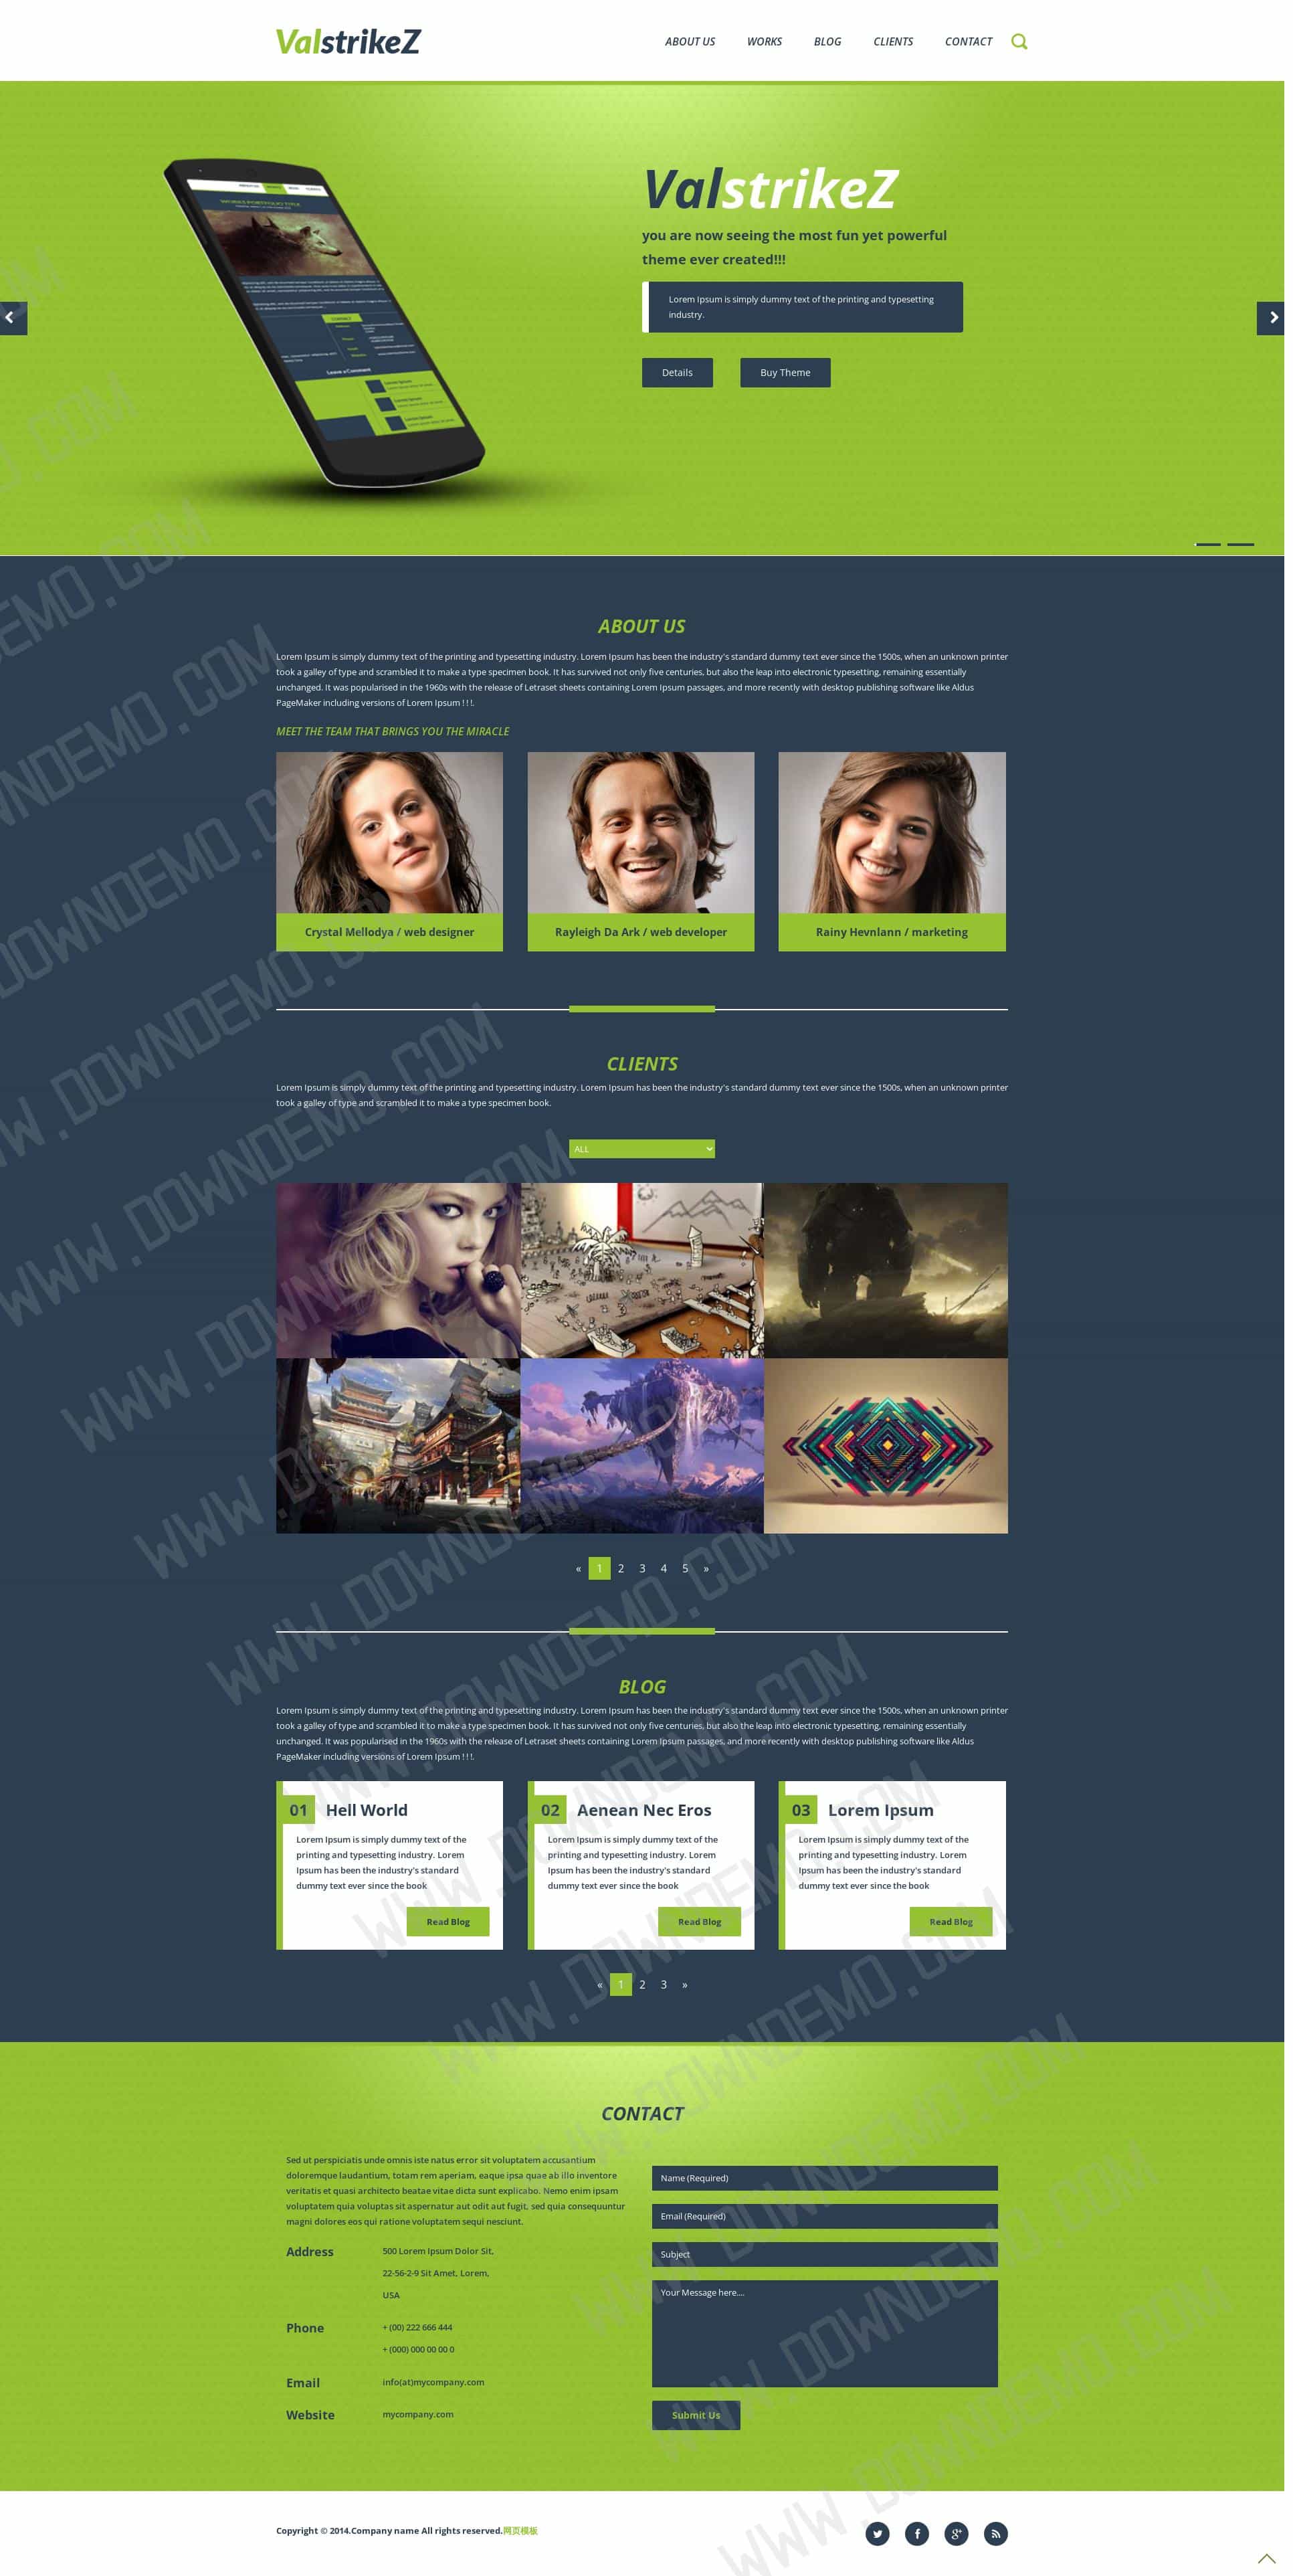 ValstrikeZ
ABOUT US
WORKS
BLOG
CLIENTS
CONTACT
ValstrikeZ
you are now seeing the most fun yet powerful
theme ever created!!!
Lorem Ipsum is simply dummy text of the printing and typesetting
industry.
Details
Buy Theme
ABOUT US
Lorem Ipsum is simply dummy text of the printing and typesetting industry. Lorem Ipsum has been the industry's standard dummy text ever since the 1500s, when an unknown printer
took a galley of type and scrambled it to make a type specimen book. It has survived not only five centuries, but also the leap into electronic typesetting, remaining essentially
unchanged. It was popularised in the 1960s with the release of Letraset sheets containing Lorem Ipsum passages, and more recently with desktop publishing software like Aldus
PageMaker including versions of Lorem Ipsum ! ! !.
MEET THE TEAM THAT BRINGS YOU THE MIRACLE
Crystal Mellodya / web designer
Rayleigh Da Ark / web developer
Rainy Hevnlann / marketing
CLIENTS
Lorem Ipsum is simply dummy text of the printing and typesetting industry. Lorem Ipsum has been the industry's standard dummy text ever since the 1500s, when an unknown printer
took a galley of type and scrambled it to make a type specimen book.
ALL
« 1 2 3 4 5 »
BLOG
Lorem Ipsum is simply dummy text of the printing and typesetting industry. Lorem Ipsum has been the industry's standard dummy text ever since the 1500s, when an unknown printer
took a galley of type and scrambled it to make a type specimen book. It has survived not only five centuries, but also the leap into electronic typesetting, remaining essentially
unchanged. It was popularised in the 1960s with the release of Letraset sheets containing Lorem Ipsum passages, and more recently with desktop publishing software like Aldus
PageMaker including versions of Lorem Ipsum ! ! !.
01 Heil World
Lorem Ipsum is simply dummy text of the
printing and typesetting industry. Lorem
Ipsum has been the industry's standard
dummy text ever since the book
Read Blog
02 Aenean Nec Eros
Lorem Ipsum is simply dummy text of the
printing and typesetting industry. Lorem
Ipsum has been the industry's standard
dummy text ever since the book
Read Blog
03 Lorem Ipsum
Lorem Ipsum is simply dummy text of the
printing and typesetting industry. Lorem
Ipsum has been the industry's standard
dummy text ever since the book
Read Blog
« 1 2 3 »
CONTACT
Sed ut perspiciatis unde omnis iste natus error sit voluptatem accusantium
doloremque laudantium, totam rem aperiam, eaque ipsa quae ab illo inventore
veritatis et quasi architecto beatae vitae dicta sunt explicabo. Nemo enim ipsam
voluptatem quia voluptas sit aspernatur aut odit aut fugit, sed quia consequuntur
magni dolores eos qui ratione voluptatem sequi nesciunt.
Address
500 Lorem Ipsum Dolor Sit,
22-56-2-9 Sit Amet, Lorem,
USA
Phone
+ (00) 222 666 444
+ (000) 000 00 00 0
Email
info(at)mycompany.com
Website
mycompany.com
Name (Required)
Email (Required)
Subject
Your Message here....
Submit Us
Copyright © 2014.Company name All rights reserved.网页模板
WWW.DOWNDEMO.COM